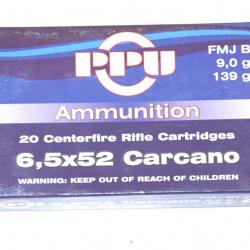 PPU
FMJ B
9,0 g
139 g
Ammunition
20 Centerfire Rifle Cartridges
6,5x52 Carcano
WARNING: KEEP OUT OF REACH OF CHILDREN